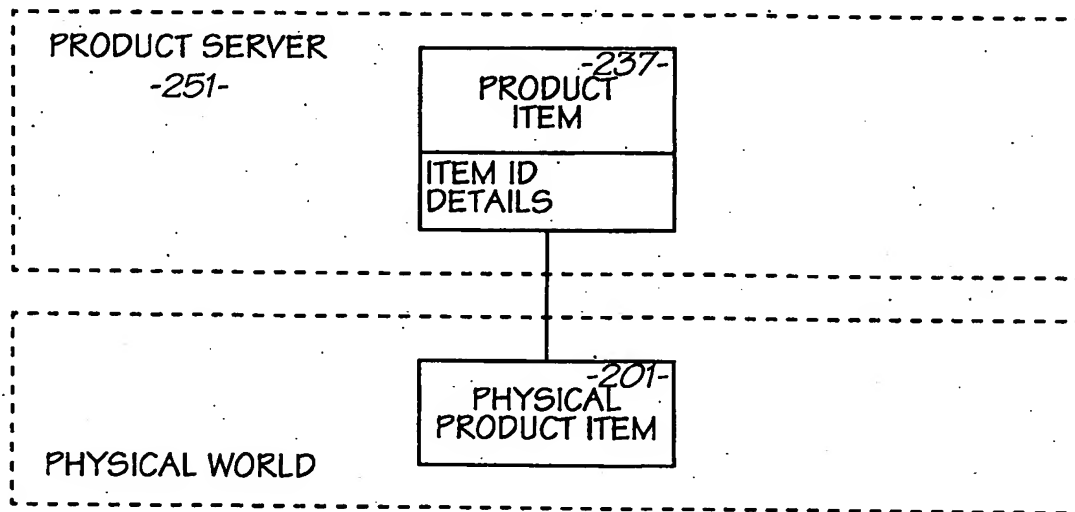 PRODUCT SERVER
-251-
-237-
PRODUCT
ITEM
ITEM ID
DETAILS
-201-
PHYSICAL
PRODUCT ITEM
PHYSICAL WORLD